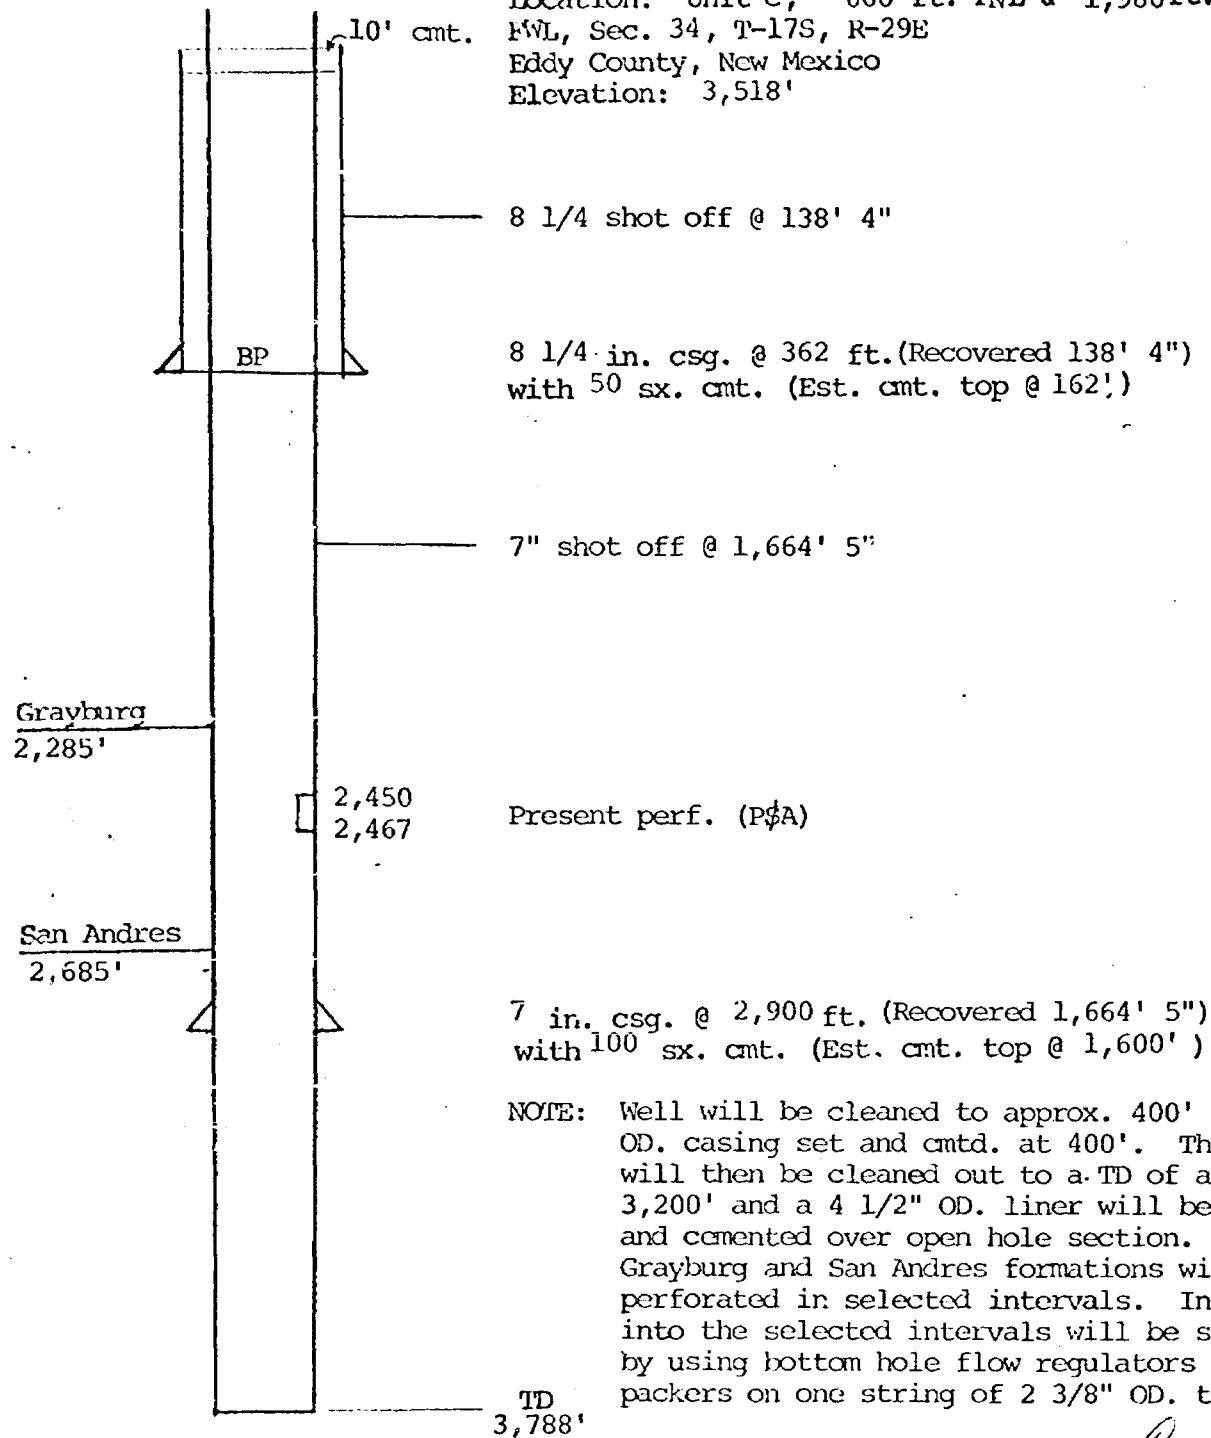 Location: Unit C, 660 ft. FNL & 1,980
10' cmt.
FWL, Sec. 34, T-17S, R-29E
Eddy County, New Mexico
Elevation: 3,518'
8 1/4 shot off @ 138' 4"
BP
8 1/4 in. csg. @ 362 ft. (Recovered 138' 4")
with 50 sx. cmt. (Est. cmt. top @ 162')
7" shot off @ 1,664' 5"
Grayburg
2,285'
2,450
2,467
Present perf. (P$A)
San Andres
2,685'
7 in. csg. @ 2,900 ft. (Recovered 1,664' 5")
with 100 sx. cmt. (Est. cmt. top @ 1,600' )
NOTE: Well will be cleaned to approx. 400'
OD. casing set and cmtd. at 400'. Th
will then be cleaned out to a TD of a
3,200' and a 4 1/2" OD. liner will be
and cemented over open hole section.
Grayburg and San Andres formations wi
perforated in selected intervals. In
into the selected intervals will be s
by using bottom hole flow regulators
packers on one string of 2 3/8" OD. t
TD
3,788'